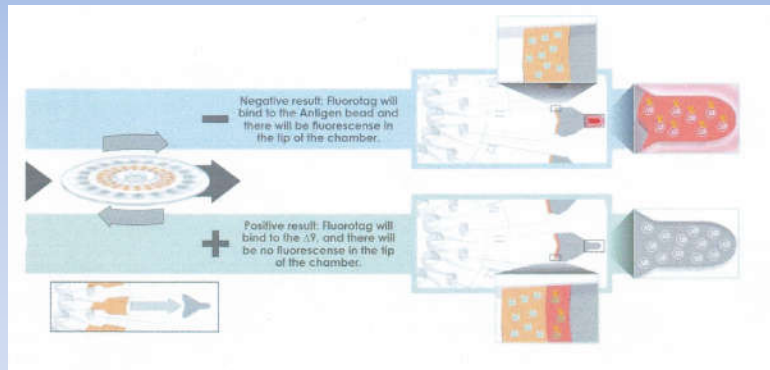 Negative result: Fluorotag will
bind to the Antigen bead and
there will be fluorescense in
the tip of the chamber.
Positive result: Fluorotag will
bind to the Δ9, and there will
be no fluorescense in the tip
of the chamber.